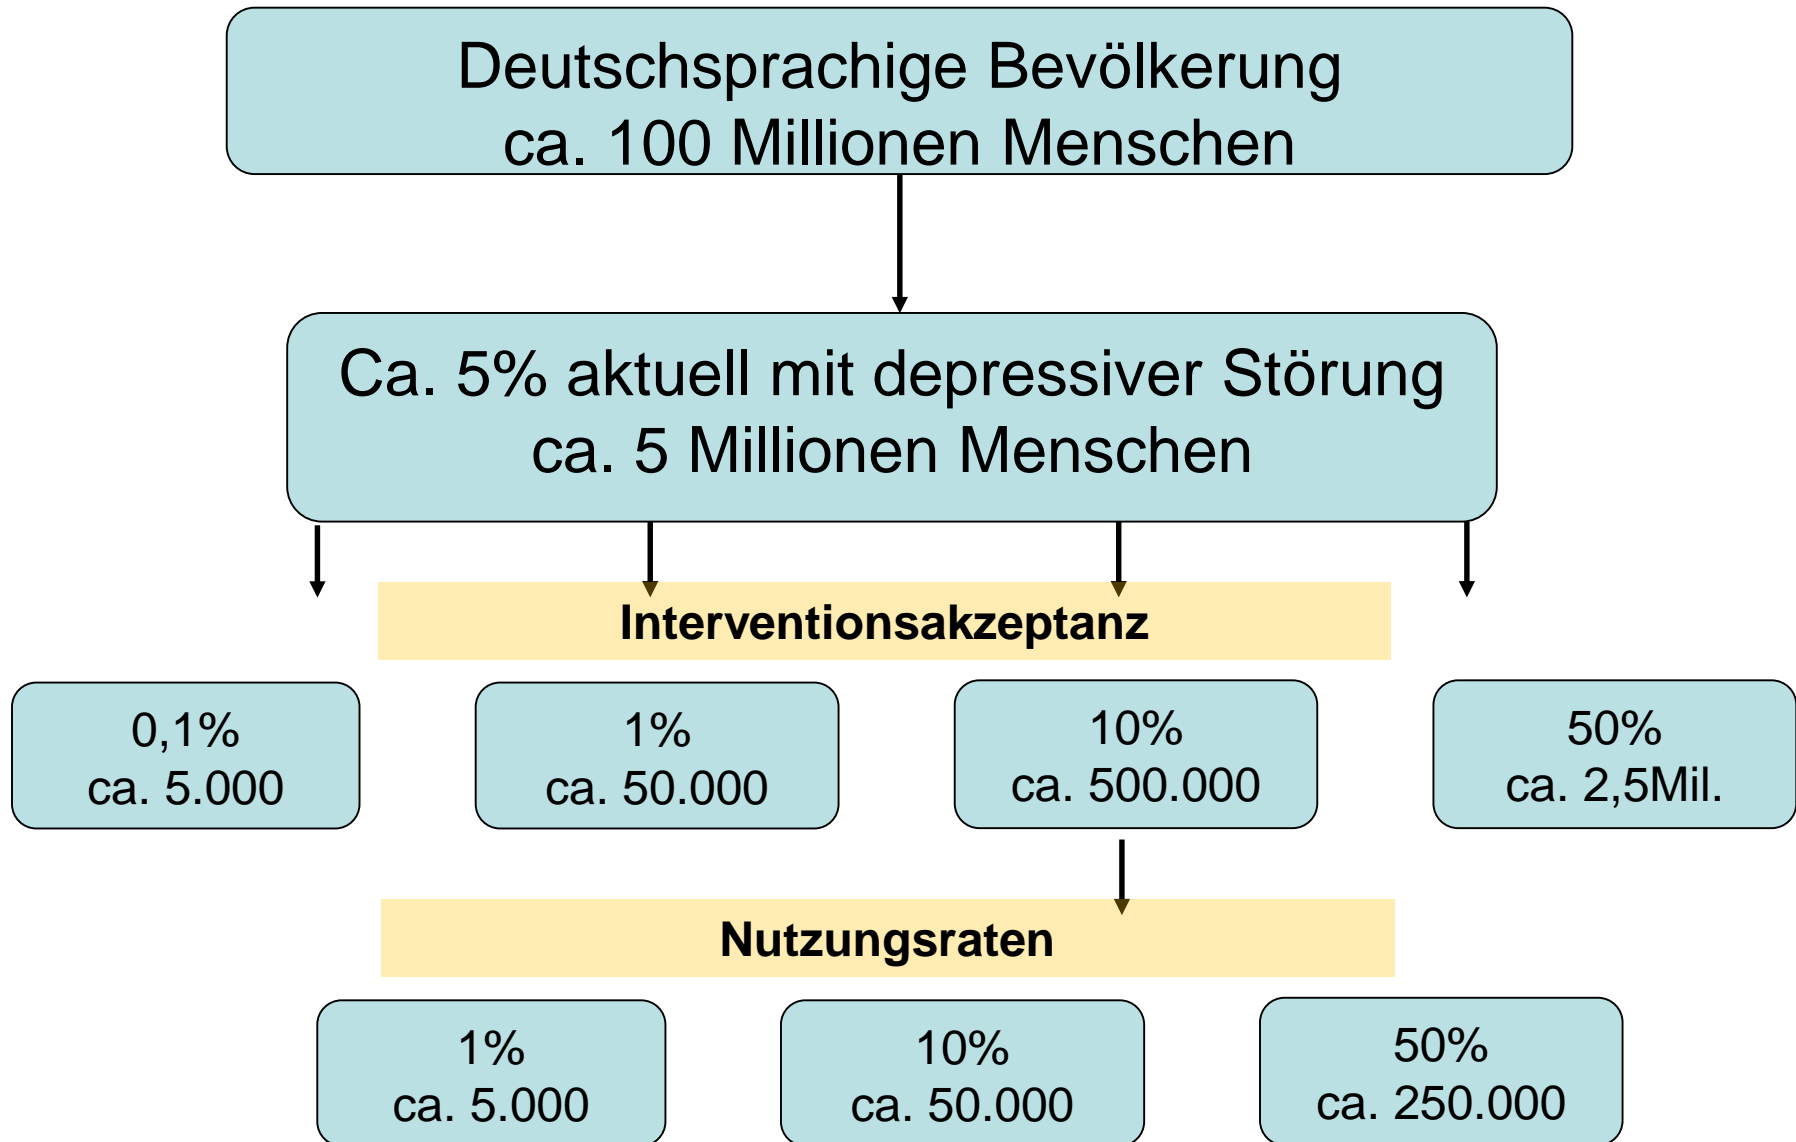 Deutschsprachige Bevölkerung
ca. 100 Millionen Menschen
Ca. 5% aktuell mit depressiver Störung
ca. 5 Millionen Menschen
Interventionsakzeptanz
0,1%
ca. 5.000
1%
ca. 50.000
10%
ca. 500.000
50%
ca. 2,5Mil.
Nutzungsraten
1%
ca. 5.000
10%
ca. 50.000
50%
ca. 250.000